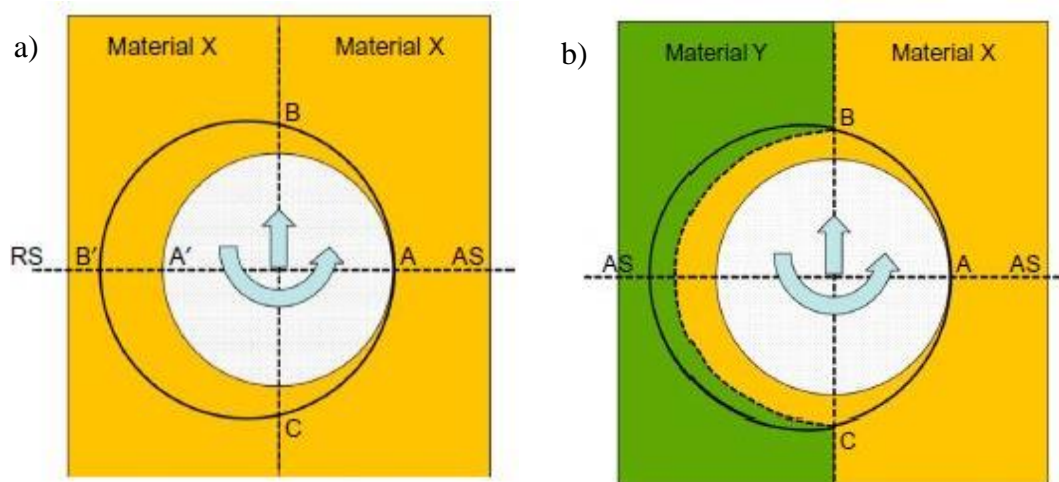 a)
Material X Material X
B
RS B′ A′ A AS
C
b)
Material Y Material X
B
AS A AS
C